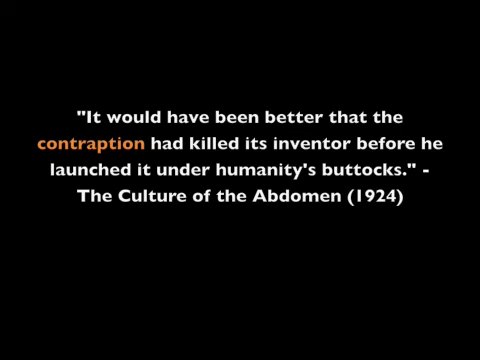 "It would have been better that the
contraption had killed its inventor before he
launched it under humanity's buttocks." -
The Culture of the Abdomen (1924)